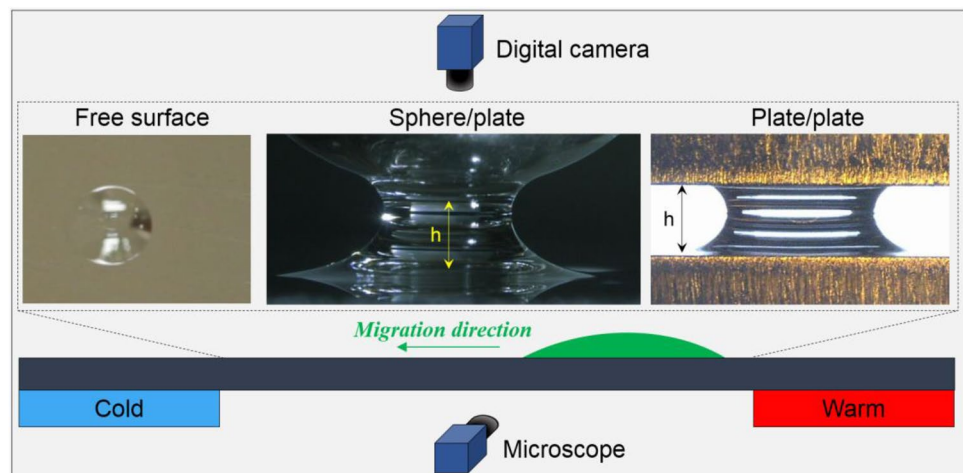 Digital camera
Free surface
Sphere/plate
Plate/plate
h
h
Migration direction
Cold
Warm
Microscope